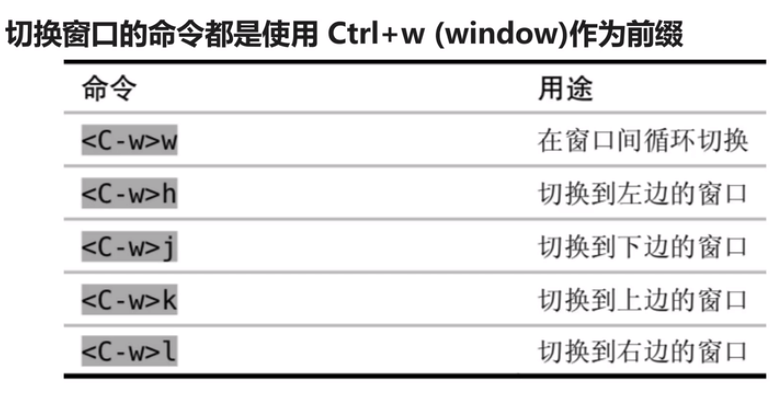 切换窗口的命令都是使用 Ctrl+w (window)作为前缀
命令 用途
<C-w>w 在窗口间循环切换
<C-w>h 切换到左边的窗口
<C-w>j 切换到下边的窗口
<C-w>k 切换到上边的窗口
<C-w>l 切换到右边的窗口